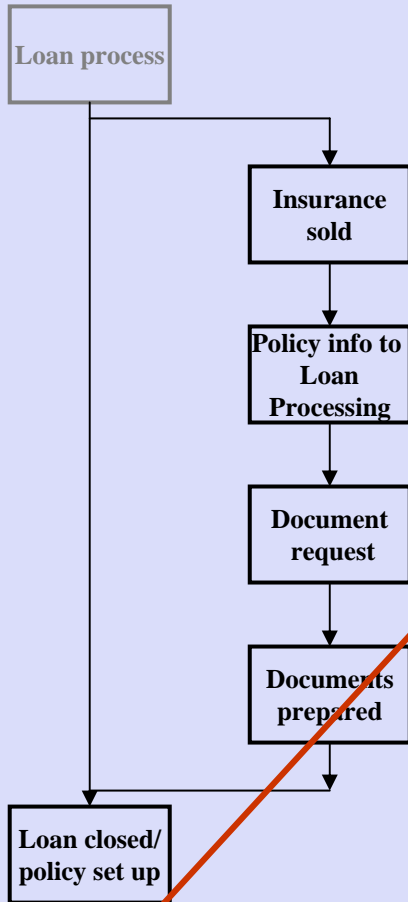 Loan process
Insurance
sold
Policy info to
Loan
Processing
Document
request
Documents
prepared
Loan closed/
policy set up